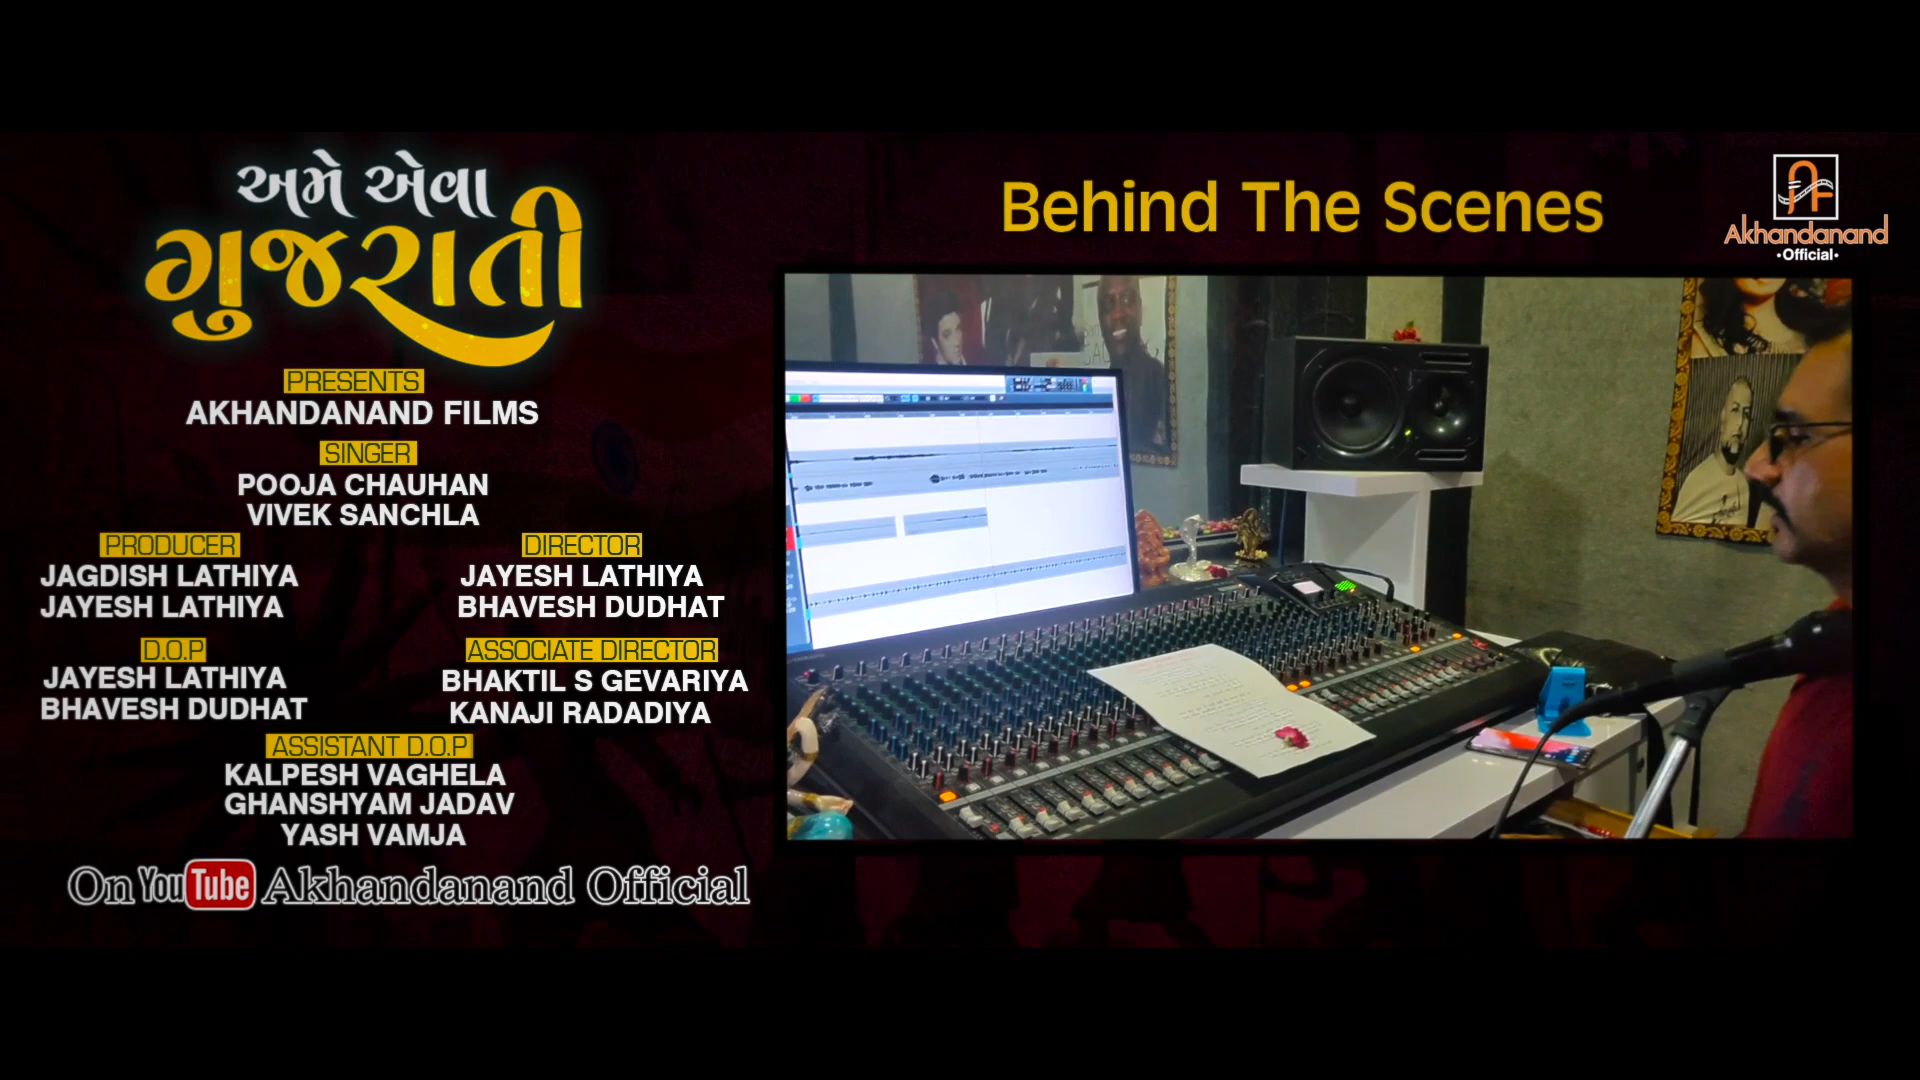 અમે એવા
ગુજરાતી
PRESENTS
AKHANDANAND FILMS
SINGER
POOJA CHAUHAN
VIVEK SANCHLA
PRODUCER
JAGDISH LATHIYA
JAYESH LATHIYA
DIRECTOR
JAYESH LATHIYA
BHAVESH DUDHAT
D.O.P
JAYESH LATHIYA
BHAVESH DUDHAT
ASSOCIATE DIRECTOR
BHAKTIL S GEVARIYA
KANAJI RADADIYA
ASSISTANT D.O.P
KALPESH VAGHELA
GHANSHYAM JADAV
YASH VAMJA
On YouTube Akhandanand Official
Behind The Scenes
Akhandanand
•Official•